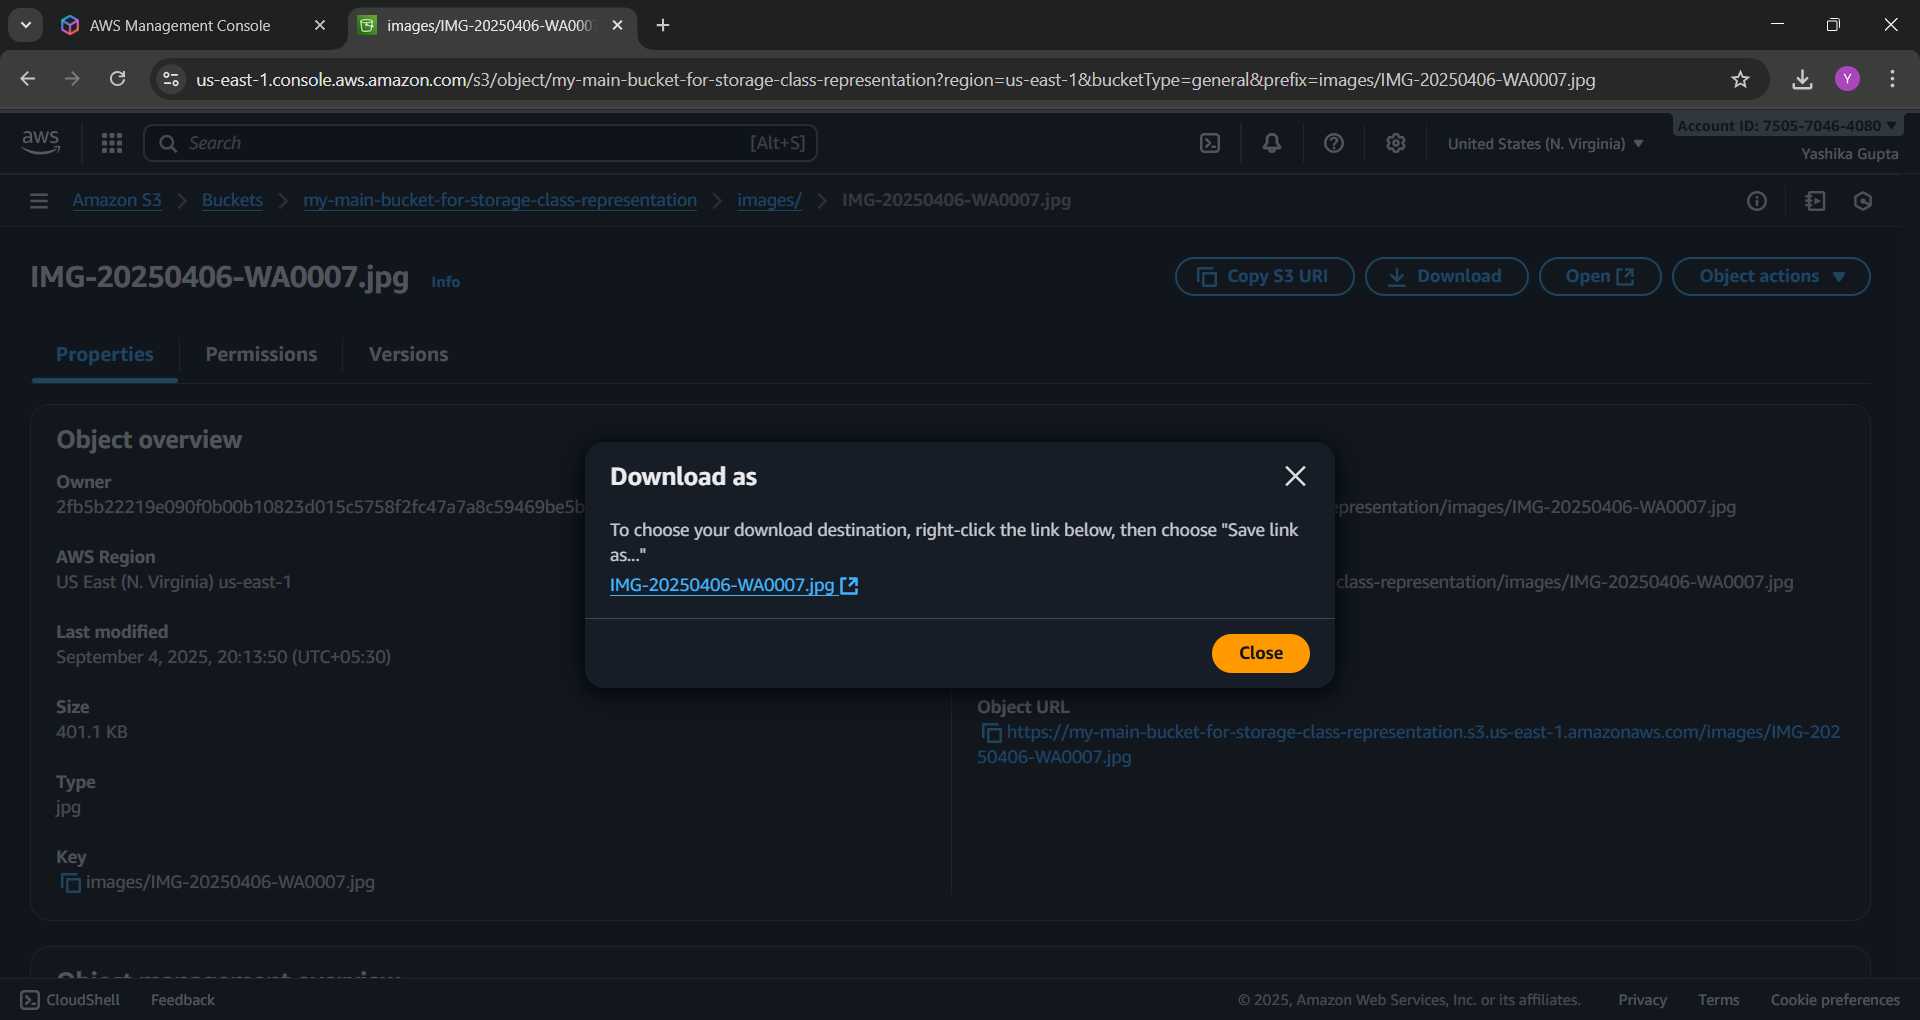 AWS Management Console
images/IMG-20250406-WA0007
us-east-1.console.aws.amazon.com/s3/object/my-main-bucket-for-storage-class-representation?region=us-east-1&bucketType=general&prefix=images/IMG-20250406-WA0007.jpg
Y
aws
Search
[Alt+S]
United States (N. Virginia)
Account ID: 7505-7046-4080
Yashika Gupta
Amazon S3
Buckets
my-main-bucket-for-storage-class-representation
images/
IMG-20250406-WA0007.jpg
IMG-20250406-WA0007.jpg
Info
Copy S3 URI
Download
Open
Object actions
Properties
Permissions
Versions
Object overview
Owner
2fb5b22219e090f0b00b10823d015c5758f2fc47a7a8c59469be5b
AWS Region
US East (N. Virginia) us-east-1
Last modified
September 4, 2025, 20:13:50 (UTC+05:30)
Size
401.1 KB
Type
jpg
Key
images/IMG-20250406-WA0007.jpg
presentation/images/IMG-20250406-WA0007.jpg
class-representation/images/IMG-20250406-WA0007.jpg
Object URL
https://my-main-bucket-for-storage-class-representation.s3.us-east-1.amazonaws.com/images/IMG-202
50406-WA0007.jpg
Download as
To choose your download destination, right-click the link below, then choose "Save link
as..."
IMG-20250406-WA0007.jpg
Close
Object management overview
CloudShell
Feedback
© 2025, Amazon Web Services, Inc. or its affiliates.
Privacy
Terms
Cookie preferences